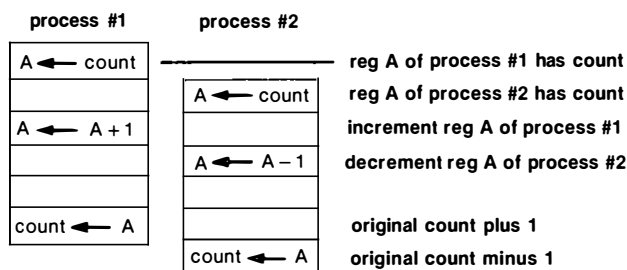 process #1 process #2
A ← count reg A of process #1 has count
A ← count reg A of process #2 has count
A ← A + 1 increment reg A of process #1
A ← A − 1 decrement reg A of process #2
count ← A original count plus 1
count ← A original count minus 1